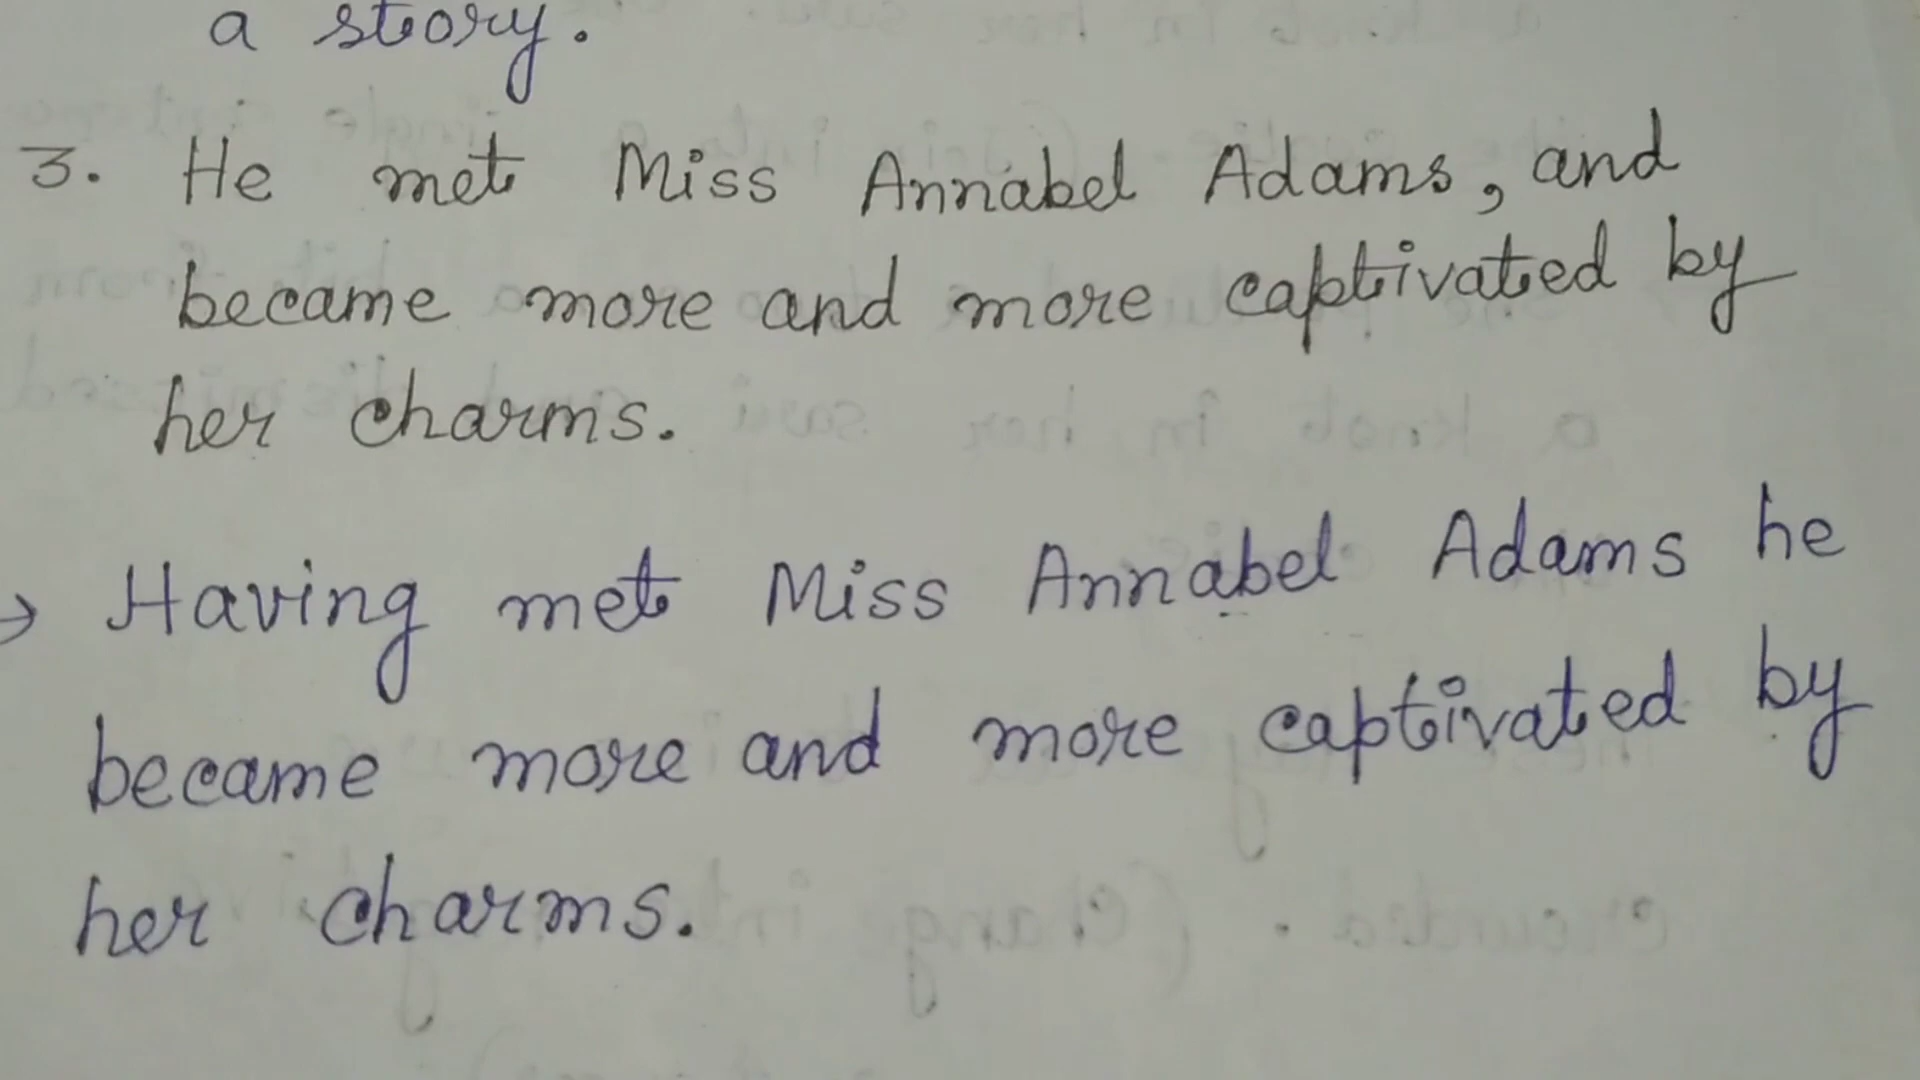 a story.
3. He met Miss Annabel Adams, and
became more and more captivated by
her charms.
→ Having met Miss Annabel Adams he
became more and more captivated by
her charms.